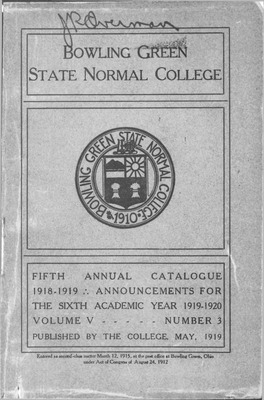 J R Overman
BOWLING GREEN
STATE NORMAL COLLEGE
BOWLING GREEN STATE NORMAL COLLEGE
·1910·
FIFTH ANNUAL CATALOGUE
1918-1919 ∴ ANNOUNCEMENTS FOR
THE SIXTH ACADEMIC YEAR 1919-1920
VOLUME V - - - - - NUMBER 3
PUBLISHED BY THE COLLEGE, MAY, 1919
Entered as second-class matter March 12, 1915, at the post office at Bowling Green, Ohio
under Act of Congress of August 24, 1912